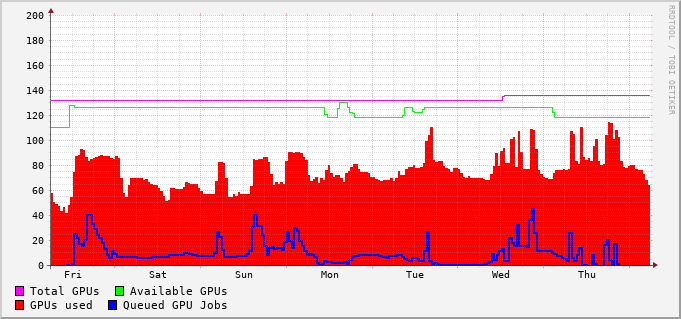 RRDTOOL / TOBI OETIKER
200
180
160
140
120
100
80
60
40
20
0
Fri Sat Sun Mon Tue Wed Thu
Total GPUs Available GPUs
GPUs used Queued GPU Jobs